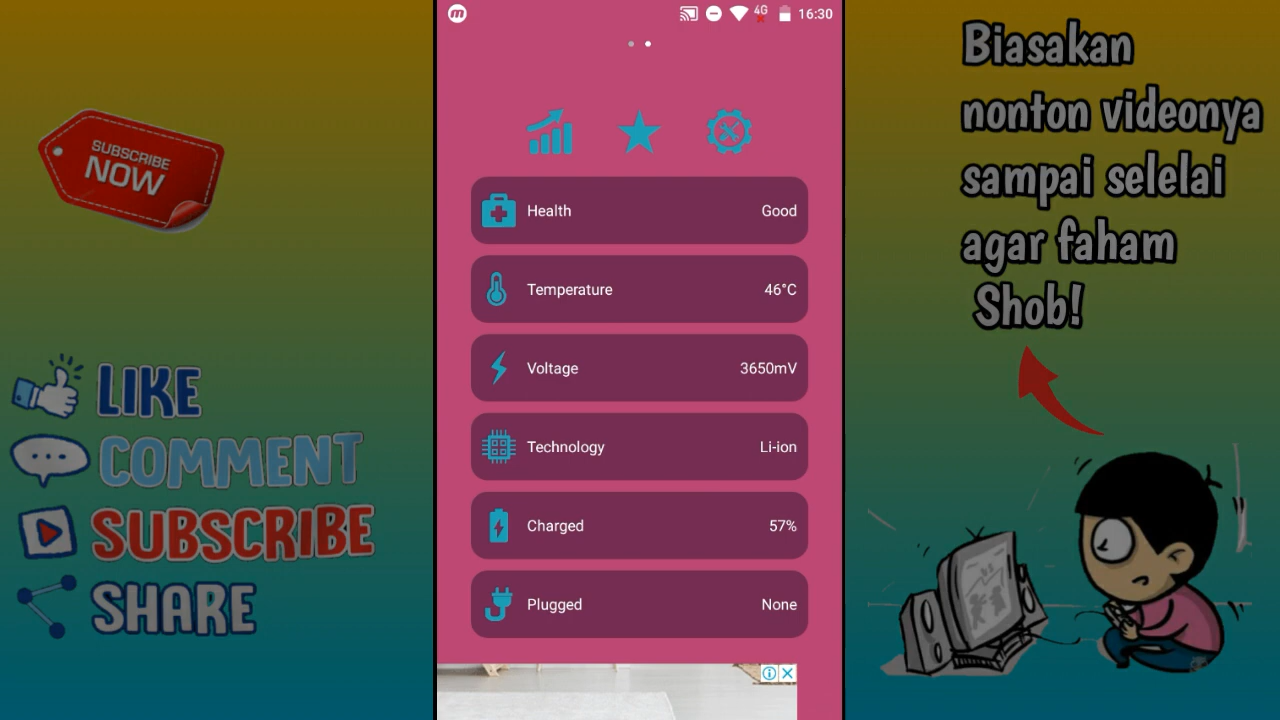 SUBSCRIBE
NOW
LIKE
COMMENT
SUBSCRIBE
SHARE
m
4G
16:30
Health Good
Temperature 46°C
Voltage 3650mV
Technology Li-ion
Charged 57%
Plugged None
Biasakan
nonton videonya
sampai selelai
agar faham
Shob!